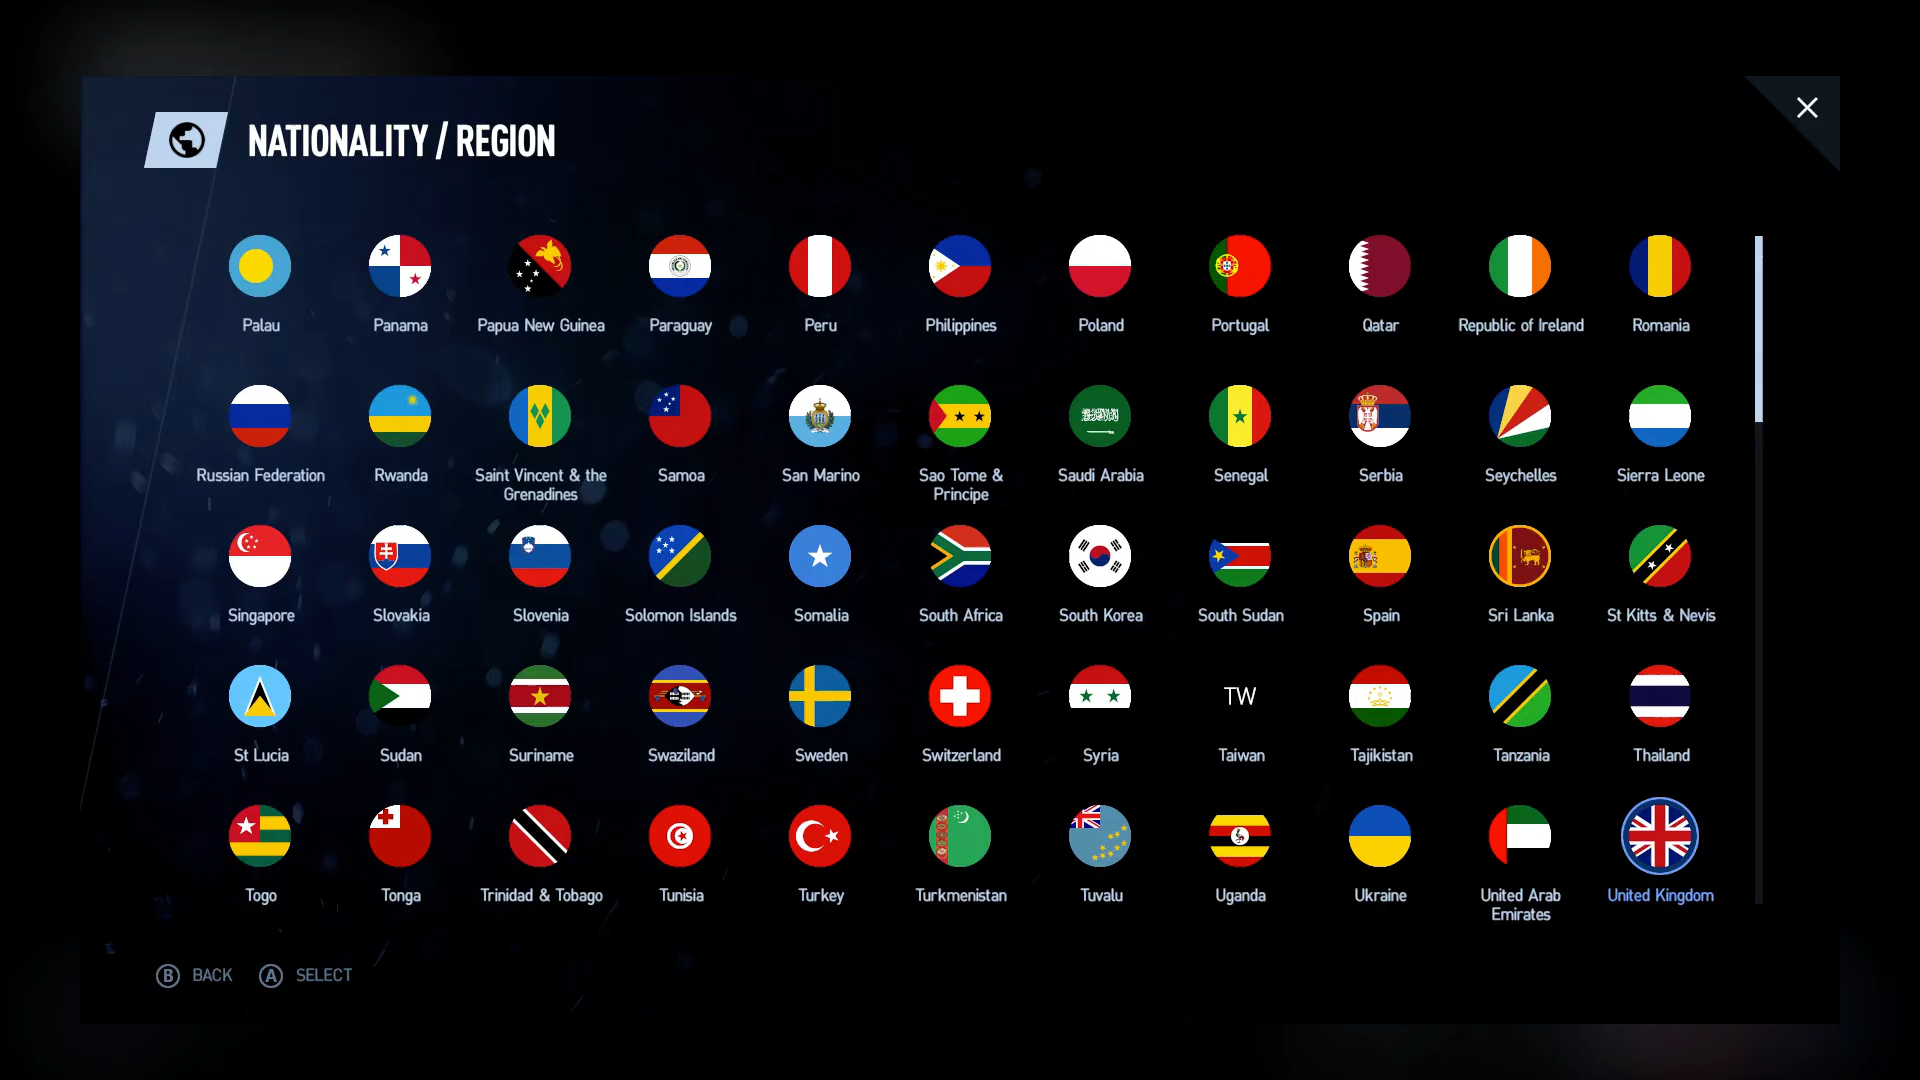 NATIONALITY / REGION
Palau
Panama
Papua New Guinea
Paraguay
Peru
Philippines
Poland
Portugal
Qatar
Republic of Ireland
Romania
Russian Federation
Rwanda
Saint Vincent & the
Grenadines
Samoa
San Marino
Sao Tome &
Principe
Saudi Arabia
Senegal
Serbia
Seychelles
Sierra Leone
Singapore
Slovakia
Slovenia
Solomon Islands
Somalia
South Africa
South Korea
South Sudan
Spain
Sri Lanka
St Kitts & Nevis
TW
St Lucia
Sudan
Suriname
Swaziland
Sweden
Switzerland
Syria
Taiwan
Tajikistan
Tanzania
Thailand
Togo
Tonga
Trinidad & Tobago
Tunisia
Turkey
Turkmenistan
Tuvalu
Uganda
Ukraine
United Arab
Emirates
United Kingdom
B BACK A SELECT